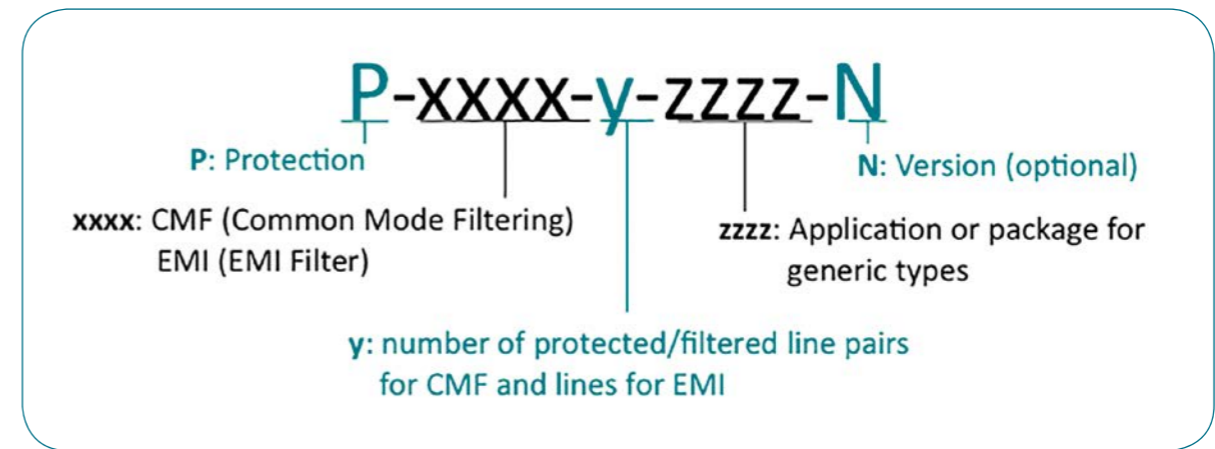 P-xxxx-y-zzzz-N
P: Protection
N: Version (optional)
xxxx: CMF (Common Mode Filtering)
EMI (EMI Filter)
zzzz: Application or package for
generic types
y: number of protected/filtered line pairs
for CMF and lines for EMI